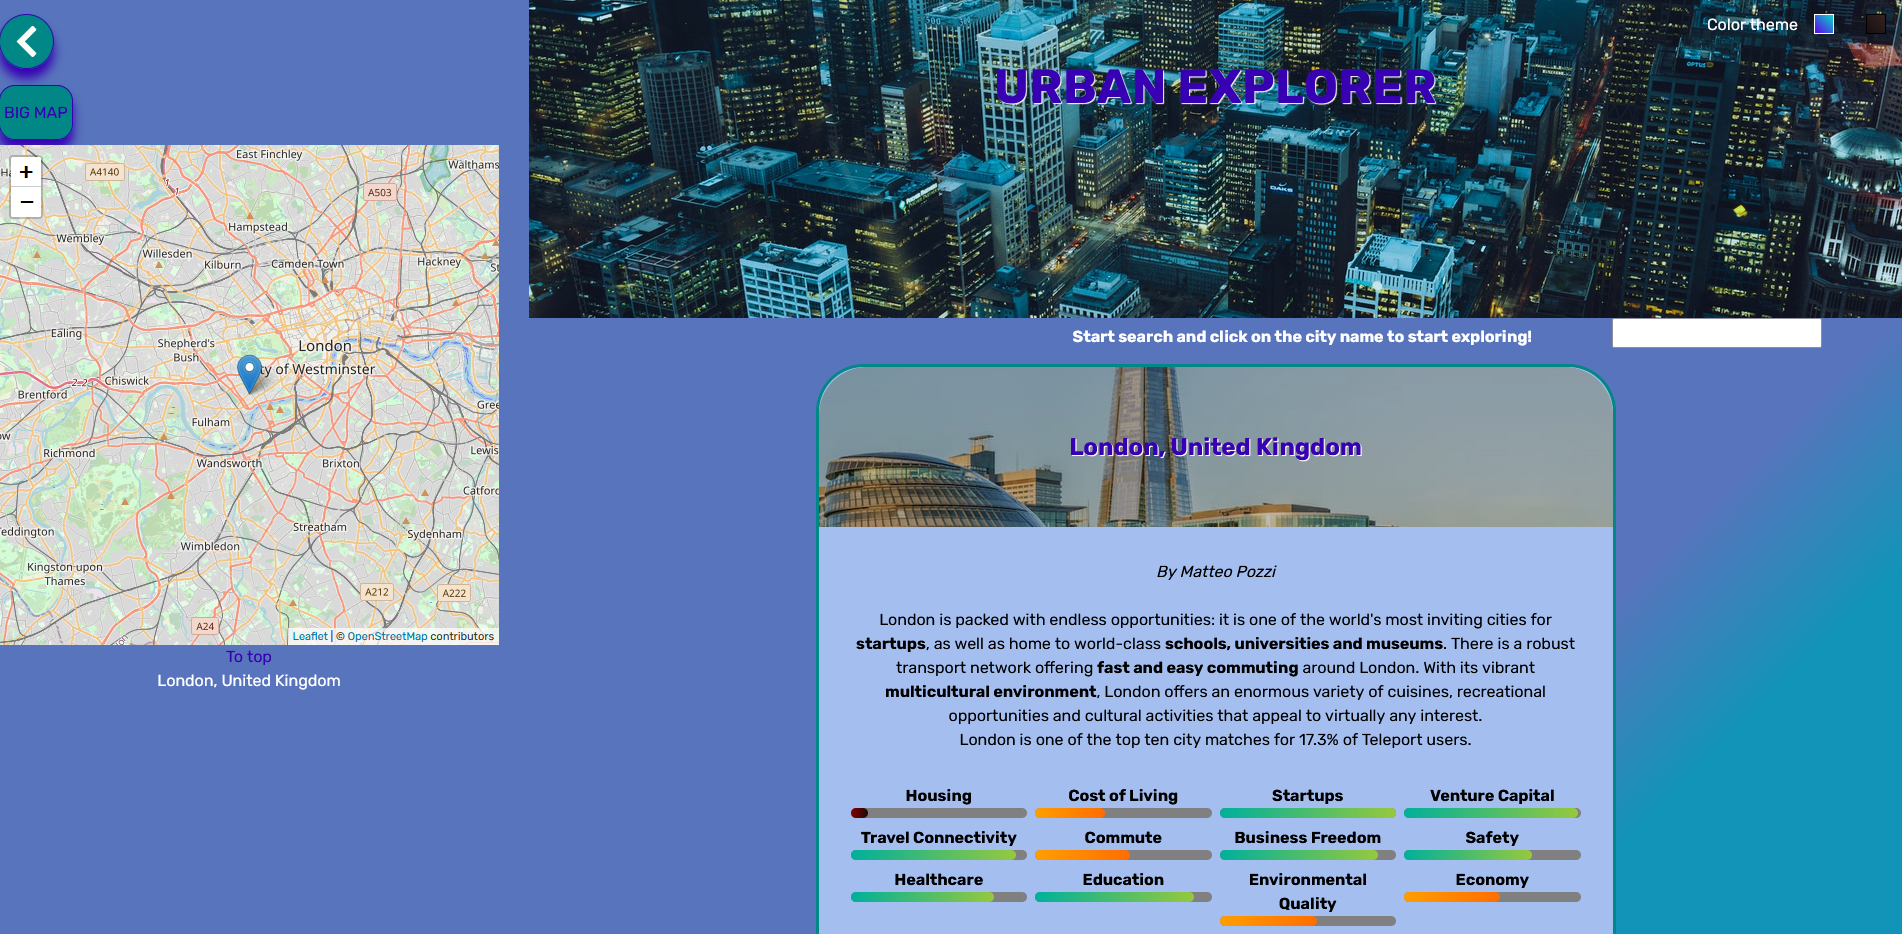 BIG MAP
+
−
East Finchley
Walthams
A4140
A503
Hampstead
Wembley
Willesden
Kilburn
Camden Town
Hackney
Ealing
Shepherd's
Bush
London
ty of Westminster
Chiswick
Brentford
Gree
Fulham
Richmond
Wandsworth
Brixton
Lewis
Catford
Teddington
Streatham
Sydenham
Wimbledon
Kingston upon
Thames
A212
A222
A24
Leaflet | © OpenStreetMap contributors
To top
London, United Kingdom
Color theme
OPTUS
URBAN EXPLORER
OAKS
Start search and click on the city name to start exploring!
London, United Kingdom
By Matteo Pozzi
London is packed with endless opportunities: it is one of the world's most inviting cities for
startups, as well as home to world-class schools, universities and museums. There is a robust
transport network offering fast and easy commuting around London. With its vibrant
multicultural environment, London offers an enormous variety of cuisines, recreational
opportunities and cultural activities that appeal to virtually any interest.
London is one of the top ten city matches for 17.3% of Teleport users.
Housing Cost of Living Startups Venture Capital
Travel Connectivity Commute Business Freedom Safety
Healthcare Education Environmental Quality Economy